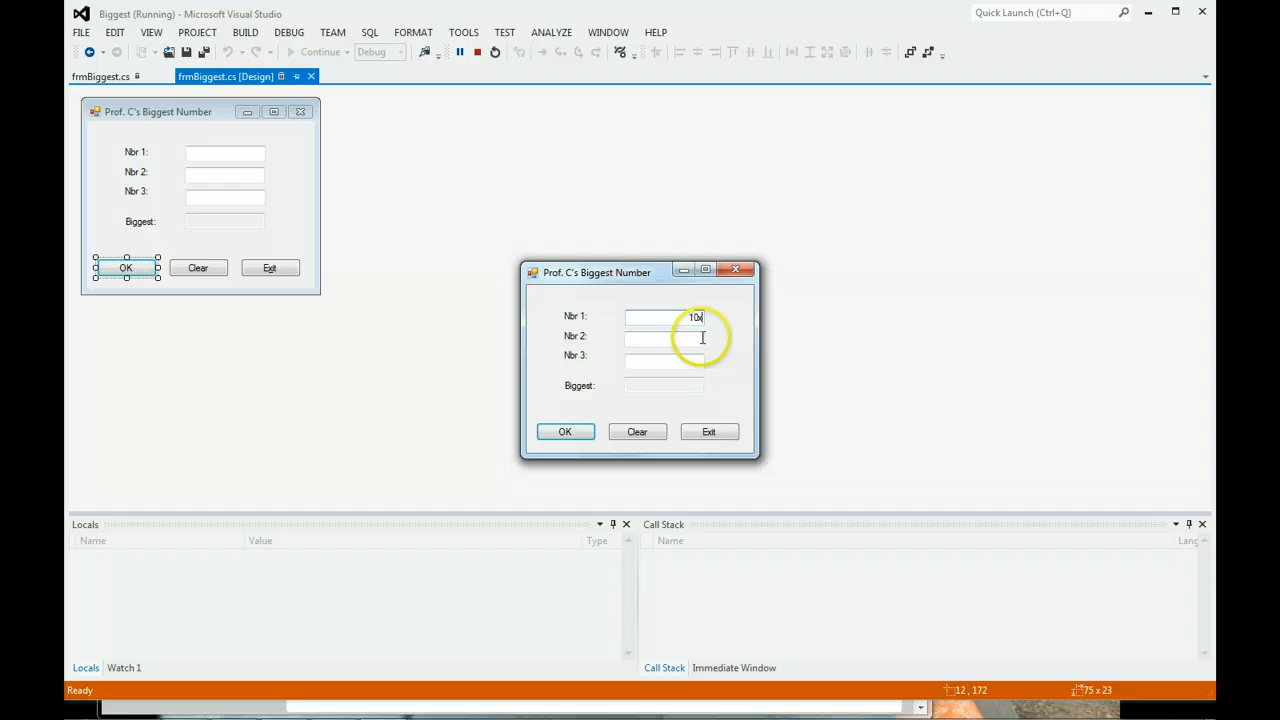 Biggest (Running) - Microsoft Visual Studio
Quick Launch (Ctrl+Q)
FILE EDIT VIEW PROJECT BUILD DEBUG TEAM SQL FORMAT TOOLS TEST ANALYZE WINDOW HELP
Continue Debug
frmBiggest.cs frmBiggest.cs [Design]
Prof. C's Biggest Number
Nbr 1:
Nbr 2:
Nbr 3:
Biggest:
OK Clear Exit
Prof. C's Biggest Number
Nbr 1: 10x
Nbr 2:
Nbr 3:
Biggest:
OK Clear Exit
Locals
Name Value Type
Locals Watch 1
Call Stack
Name Lang
Call Stack Immediate Window
Ready 12 , 172 75 x 23